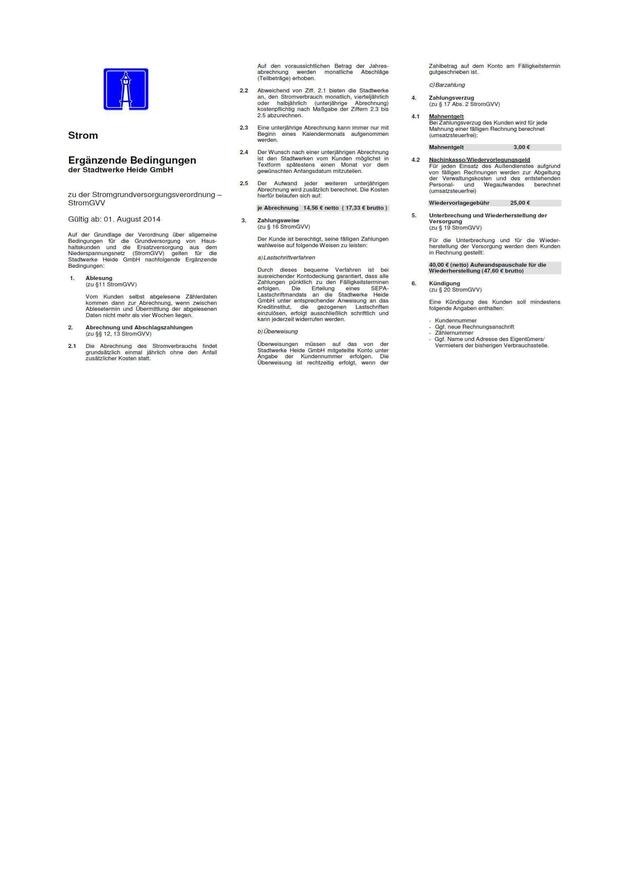 Strom
Ergänzende Bedingungen
der Stadtwerke Heide GmbH
zu der Stromgrundversorgungsverordnung –
StromGVV
Gültig ab: 01. August 2014
Auf der Grundlage der Verordnung über allgemeine
Bedingungen für die Grundversorgung von Haus-
haltskunden und die Ersatzversorgung aus dem
Niederspannungsnetz (StromGVV) gelten für die
Stadtwerke Heide GmbH nachfolgende Ergänzende
Bedingungen:
1. Ablesung
(zu §11 StromGVV)
Vom Kunden selbst abgelesene Zählerdaten
kommen dann zur Abrechnung, wenn zwischen
Ablesetermin und Übermittlung der abgelesenen
Daten nicht mehr als vier Wochen liegen.
2. Abrechnung und Abschlagszahlungen
(zu §§ 12, 13 StromGVV)
2.1 Die Abrechnung des Stromverbrauchs findet
grundsätzlich einmal jährlich ohne den Anfall
zusätzlicher Kosten statt.
Auf den voraussichtlichen Betrag der Jahres-
abrechnung werden monatliche Abschläge
(Teilbeträge) erhoben.
2.2 Abweichend von Ziff. 2.1 bieten die Stadtwerke
an, den Stromverbrauch monatlich, vierteljährlich
oder halbjährlich (unterjährige Abrechnung)
kostenpflichtig nach Maßgabe der Ziffern 2.3 bis
2.5 abzurechnen.
2.3 Eine unterjährige Abrechnung kann immer nur mit
Beginn eines Kalendermonats aufgenommen
werden.
2.4 Der Wunsch nach einer unterjährigen Abrechnung
ist den Stadtwerken vom Kunden möglichst in
Textform spätestens einen Monat vor dem
gewünschten Anfangsdatum mitzuteilen.
2.5 Der Aufwand jeder weiteren unterjährigen
Abrechnung wird zusätzlich berechnet. Die Kosten
hierfür belaufen sich auf:
je Abrechnung 14,56 € netto ( 17,33 € brutto )
3. Zahlungsweise
(zu § 16 StromGVV)
Der Kunde ist berechtigt, seine fälligen Zahlungen
wahlweise auf folgende Weisen zu leisten:
a)Lastschriftverfahren
Durch dieses bequeme Verfahren ist bei
ausreichender Kontodeckung garantiert, dass alle
Zahlungen pünktlich zu den Fälligkeitsterminen
erfolgen. Die Erteilung eines SEPA-
Lastschriftmandats an die Stadtwerke Heide
GmbH unter entsprechender Anweisung an das
Kreditinstitut, die gezogenen Lastschriften
einzulösen, erfolgt ausschließlich schriftlich und
kann jederzeit widerrufen werden.
b)Überweisung
Überweisungen müssen auf das von der
Stadtwerke Heide GmbH mitgeteilte Konto unter
Angabe der Kundennummer erfolgen. Die
Überweisung ist rechtzeitig erfolgt, wenn der
Zahlbetrag auf dem Konto am Fälligkeitstermin
gutgeschrieben ist.
c)Barzahlung
4. Zahlungsverzug
(zu § 17 Abs. 2 StromGVV)
4.1 Mahnentgelt
Bei Zahlungsverzug des Kunden wird für jede
Mahnung einer fälligen Rechnung berechnet
(umsatzsteuerfrei):
Mahnentgelt 3,00 €
4.2 Nachinkasso/Wiedervorlegungsgeld
Für jeden Einsatz des Außendienstes aufgrund
von fälligen Rechnungen werden zur Abgeltung
der Verwaltungskosten und des entstehenden
Personal- und Wegaufwandes berechnet
(umsatzsteuerfrei)
Wiedervorlagegebühr 25,00 €
5. Unterbrechung und Wiederherstellung der
Versorgung
(zu § 19 StromGVV)
Für die Unterbrechung und für die Wieder-
herstellung der Versorgung werden dem Kunden
in Rechnung gestellt:
40,00 € (netto) Aufwandspauschale für die
Wiederherstellung (47,60 € brutto)
6. Kündigung
(zu § 20 StromGVV)
Eine Kündigung des Kunden soll mindestens
folgende Angaben enthalten:
- Kundennummer
- Ggf. neue Rechnungsanschrift
- Zählernummer
- Ggf. Name und Adresse des Eigentümers/
Vermieters der bisherigen Verbrauchsstelle.